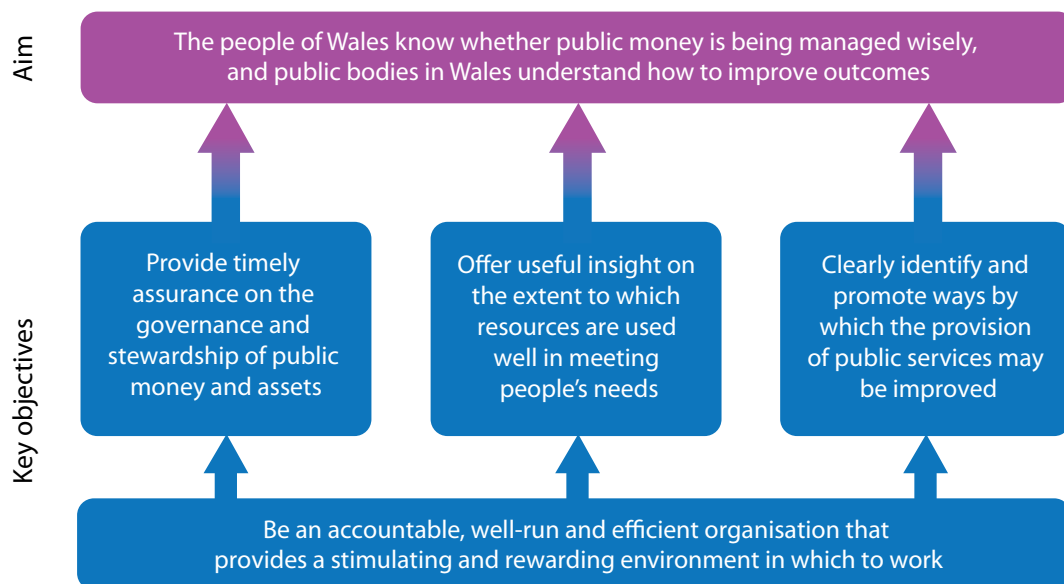 Aim
The people of Wales know whether public money is being managed wisely,
and public bodies in Wales understand how to improve outcomes
Key objectives
Provide timely
assurance on the
governance and
stewardship of public
money and assets
Offer useful insight on
the extent to which
resources are used
well in meeting
people’s needs
Clearly identify and
promote ways by
which the provision
of public services may
be improved
Be an accountable, well-run and efficient organisation that
provides a stimulating and rewarding environment in which to work